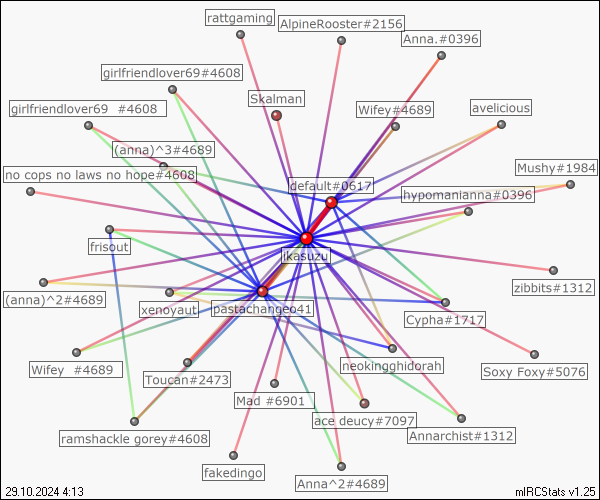 rattgaming
AlpineRooster#2156
Anna.#0396
girlfriendlover69#4608
Skalman
girlfriendlover69 #4608
Wifey#4689
avelicious
(anna)^3#4689
no cops no laws no hope#4608
Mushy#1984
default#0617
hypomanianna#0396
frisout
jkasuzu
zibbits#1312
(anna)^2#4689
xenoyaut
pastachangeo41
Cypha#1717
Wifey #4689
neokingghidorah
Soxy Foxy#5076
Toucan#2473
Mad #6901
ace deucy#7097
ramshackle gorey#4608
Annarchist#1312
fakedingo
Anna^2#4689
29.10.2024 4:13
mIRCStats v1.25